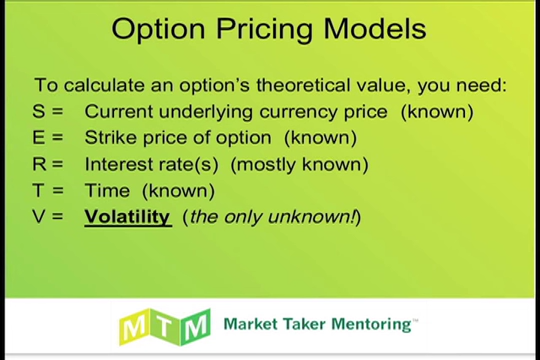 Option Pricing Models
To calculate an option's theoretical value, you need:
S = Current underlying currency price (known)
E = Strike price of option (known)
R = Interest rate(s) (mostly known)
T = Time (known)
V = Volatility (the only unknown!)
MTM Market Taker Mentoring™